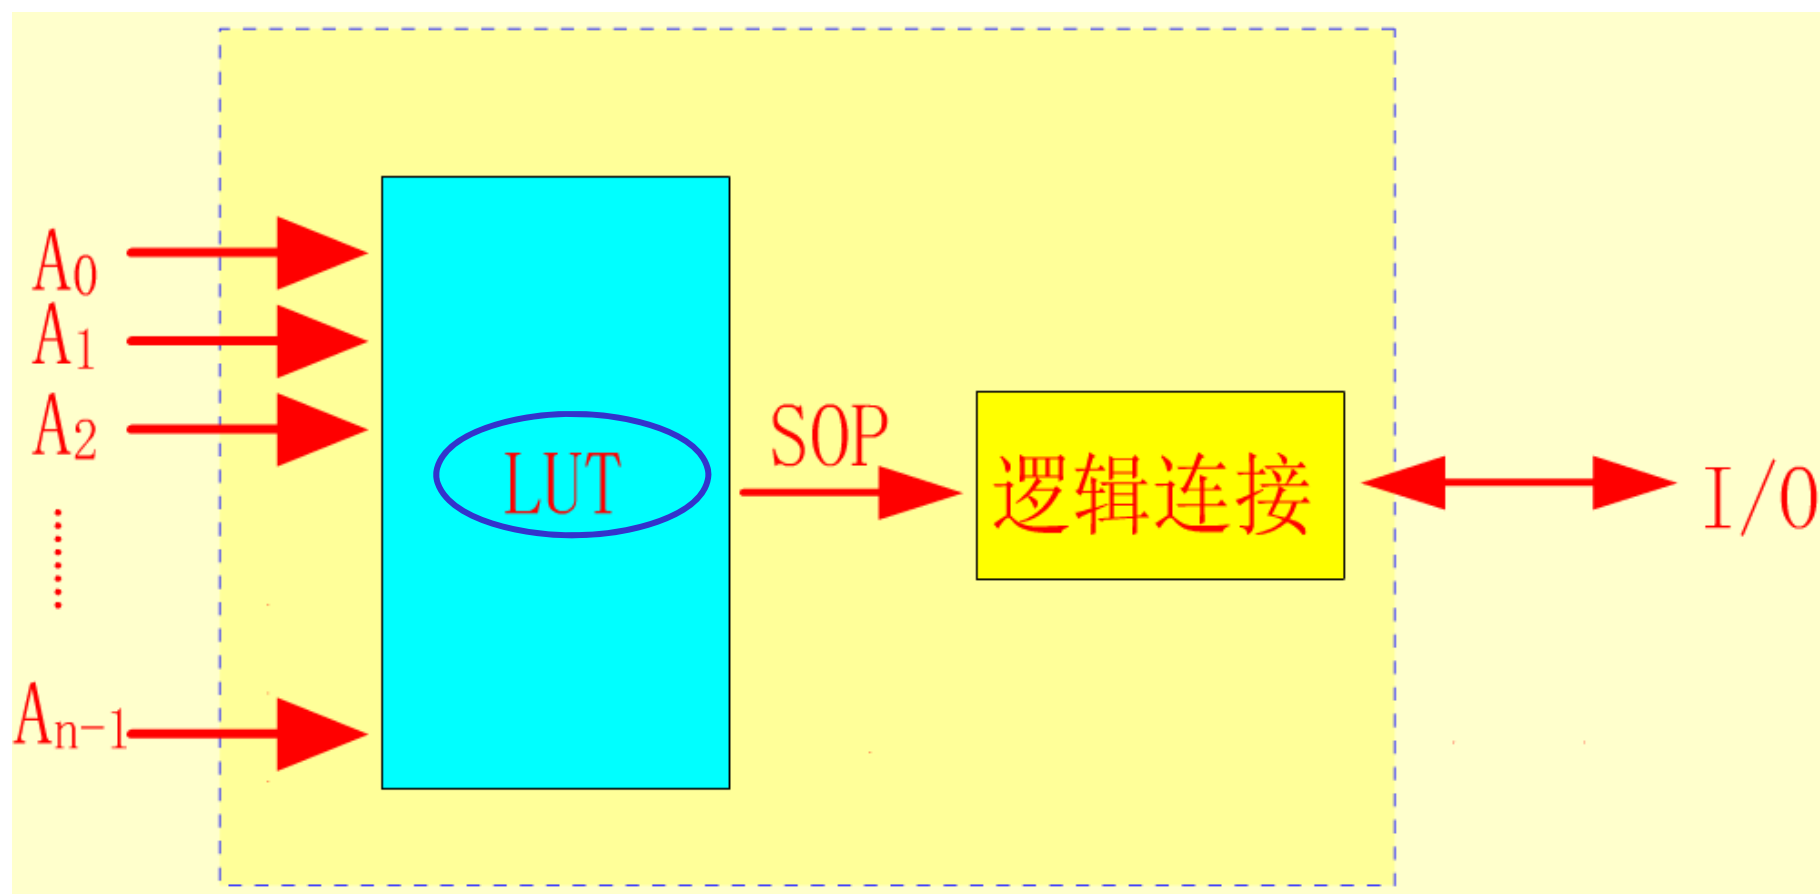 A0
A1
A2
......
An-1
LUT
SOP
逻辑连接
I/O